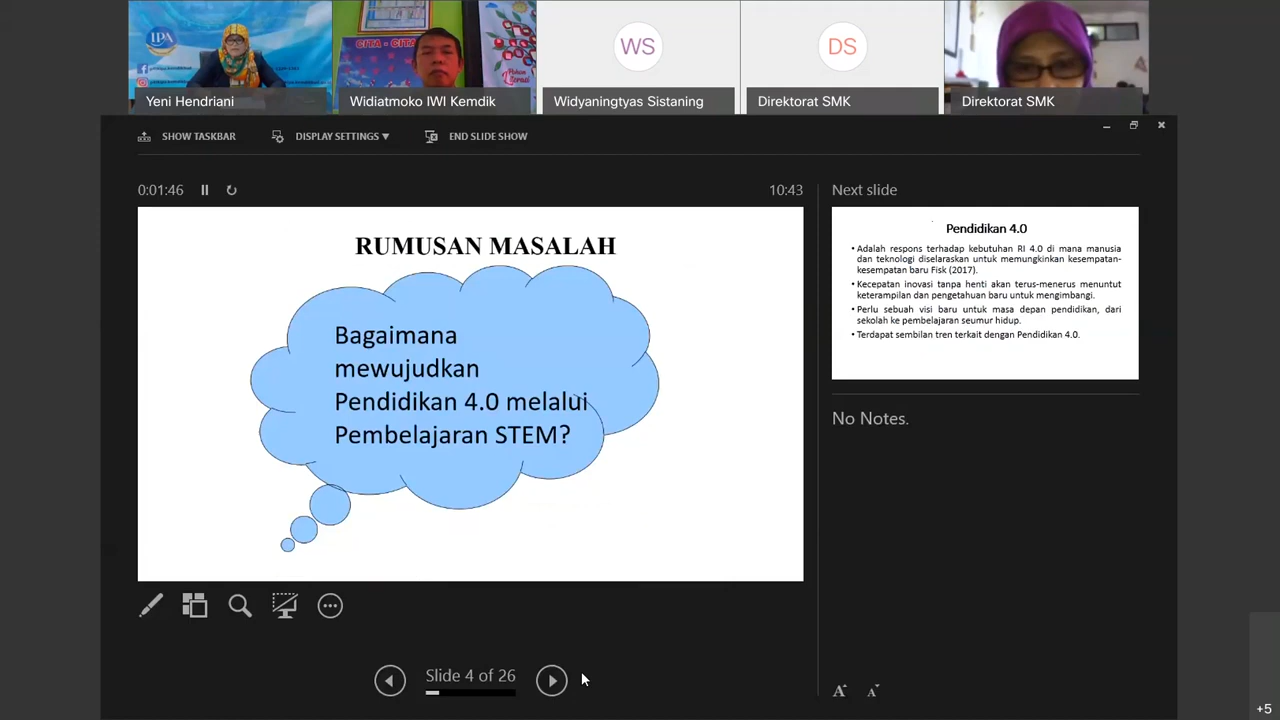 IPA
CITA - CITA
Pohon
Literasi
WS
DS
Yeni Hendriani
Widiatmoko IWI Kemdik
Widyaningtyas Sistaning
Direktorat SMK
Direktorat SMK
SHOW TASKBAR
DISPLAY SETTINGS
END SLIDE SHOW
0:01:46
10:43
RUMUSAN MASALAH
Bagaimana
mewujudkan
Pendidikan 4.0 melalui
Pembelajaran STEM?
Slide 4 of 26
Next slide
Pendidikan 4.0
• Adalah respons terhadap kebutuhan RI 4.0 di mana manusia
dan teknologi diselaraskan untuk memungkinkan kesempatan-
kesempatan baru Fisk (2017).
• Kecepatan inovasi tanpa henti akan terus-menerus menuntut
keterampilan dan pengetahuan baru untuk mengimbangi.
• Perlu sebuah visi baru untuk masa depan pendidikan, dari
sekolah ke pembelajaran seumur hidup.
• Terdapat sembilan tren terkait dengan Pendidikan 4.0.
No Notes.
A A
+5